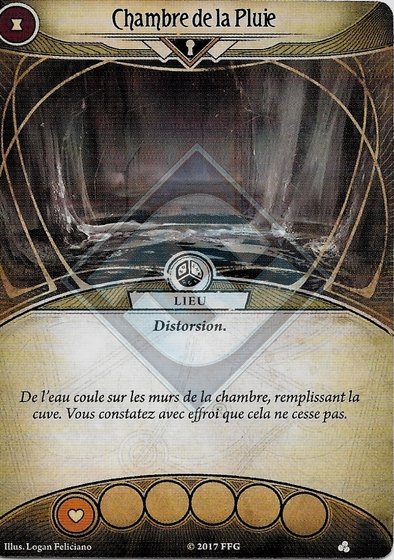 Chambre de la Pluie
LIEU
Distorsion.
De l'eau coule sur les murs de la chambre, remplissant la
cuve. Vous constatez avec effroi que cela ne cesse pas.
Illus. Logan Feliciano © 2017 FFG